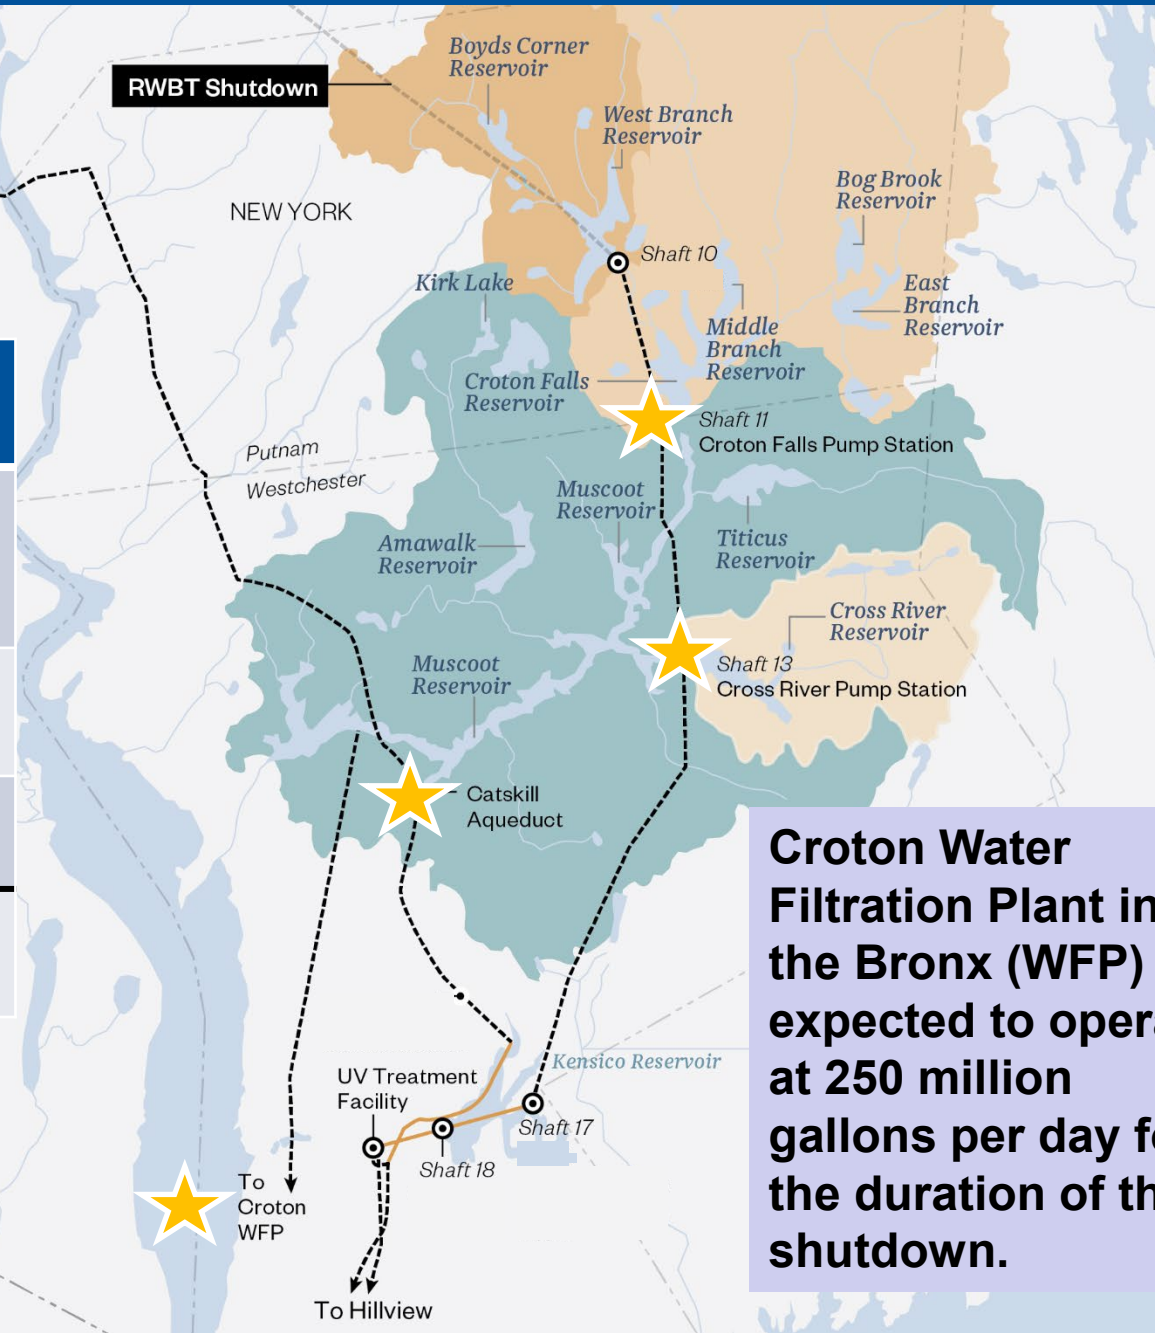 Boyds Corner
Reservoir
RWBT Shutdown
West Branch
Reservoir
Bog Brook
Reservoir
NEW YORK
Shaft 10
Kirk Lake
East
Branch
Reservoir
Middle
Branch
Reservoir
Croton Falls
Reservoir
Shaft 11
Croton Falls Pump Station
Putnam
Westchester
Muscoot
Reservoir
Titicus
Reservoir
Amawalk
Reservoir
Cross River
Reservoir
Muscoot
Reservoir
Shaft 13
Cross River Pump Station
Catskill
Aqueduct
Croton Water
Filtration Plant in
the Bronx (WFP)
expected to opera
at 250 million
gallons per day fo
the duration of th
shutdown.
Kensico Reservoir
UV Treatment
Facility
Shaft 17
Shaft 18
To
Croton
WFP
To Hillview